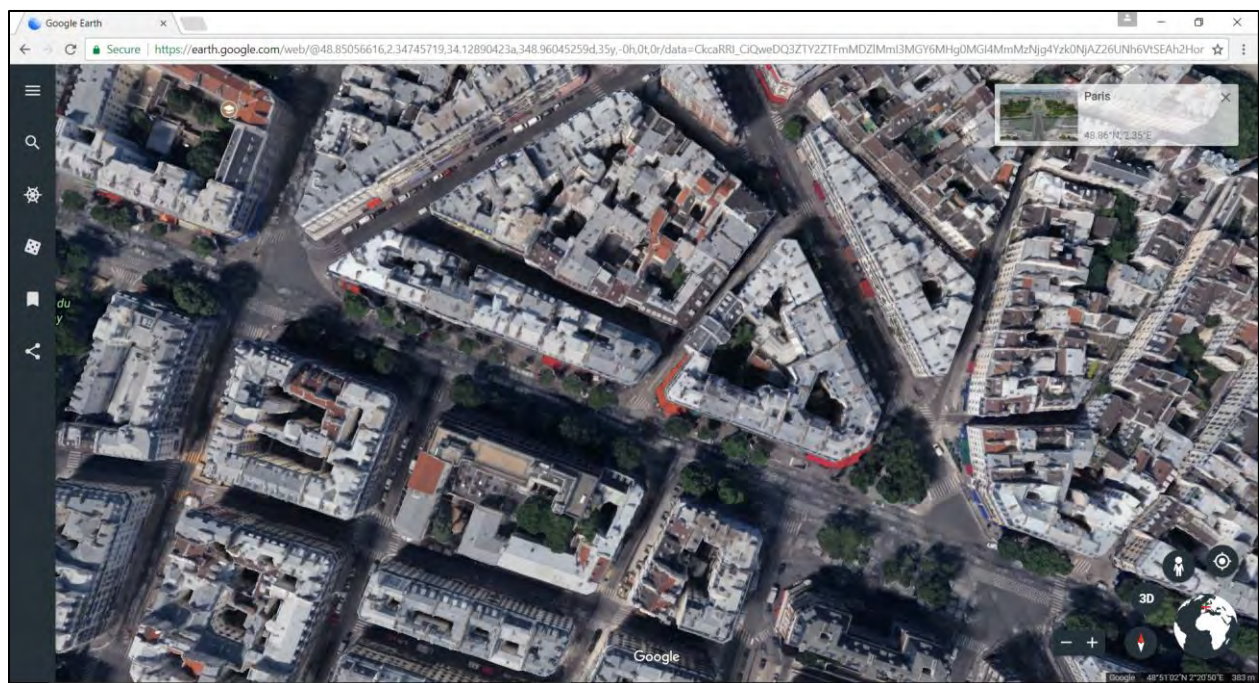 Google Earth
Secure | https://earth.google.com/web/@48.85056616,2.34745719,34.12890423a,348.96045259d,35y,-0h,0t,0r/data=
Paris
48.86°N, 2.35°E
du
y
3D
Google
Google 48°51'02"N 2°20'50"E 383 m